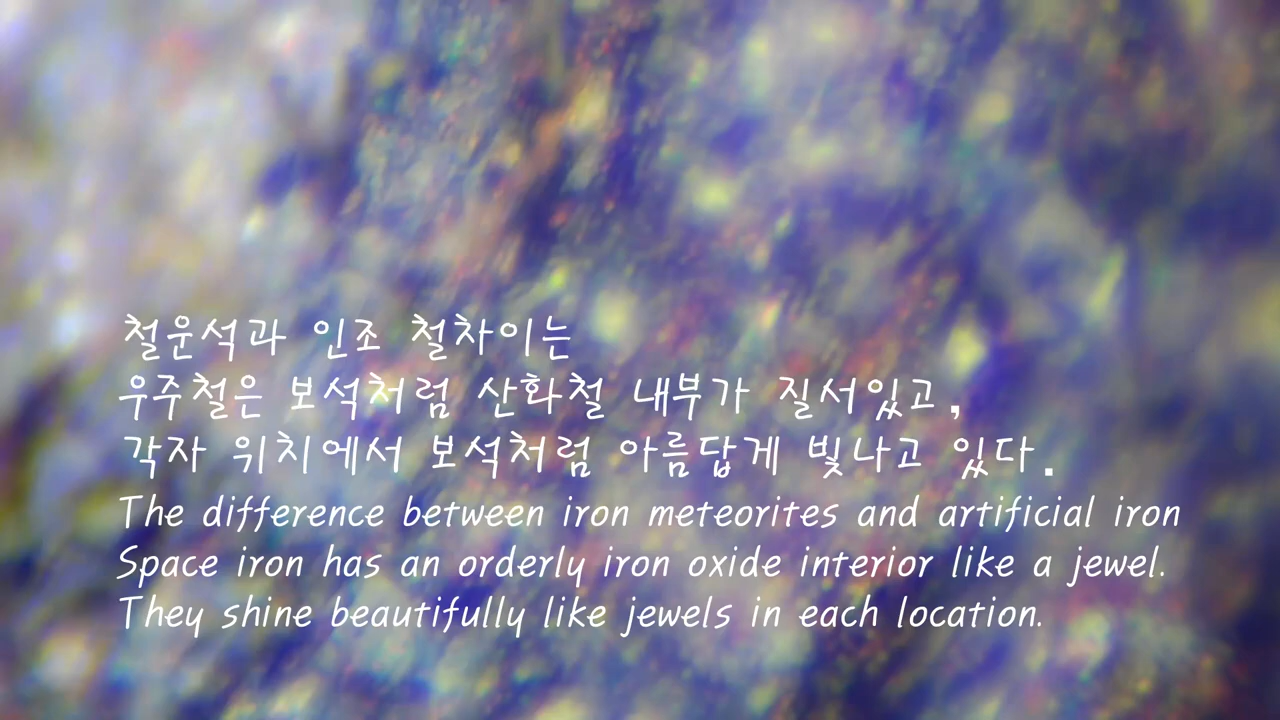 철운석과 인조 철차이는
우주철은 보석처럼 산화철 내부가 질서있고,
각자 위치에서 보석처럼 아름답게 빛나고 있다.
The difference between iron meteorites and artificial iron
Space iron has an orderly iron oxide interior like a jewel.
They shine beautifully like jewels in each location.